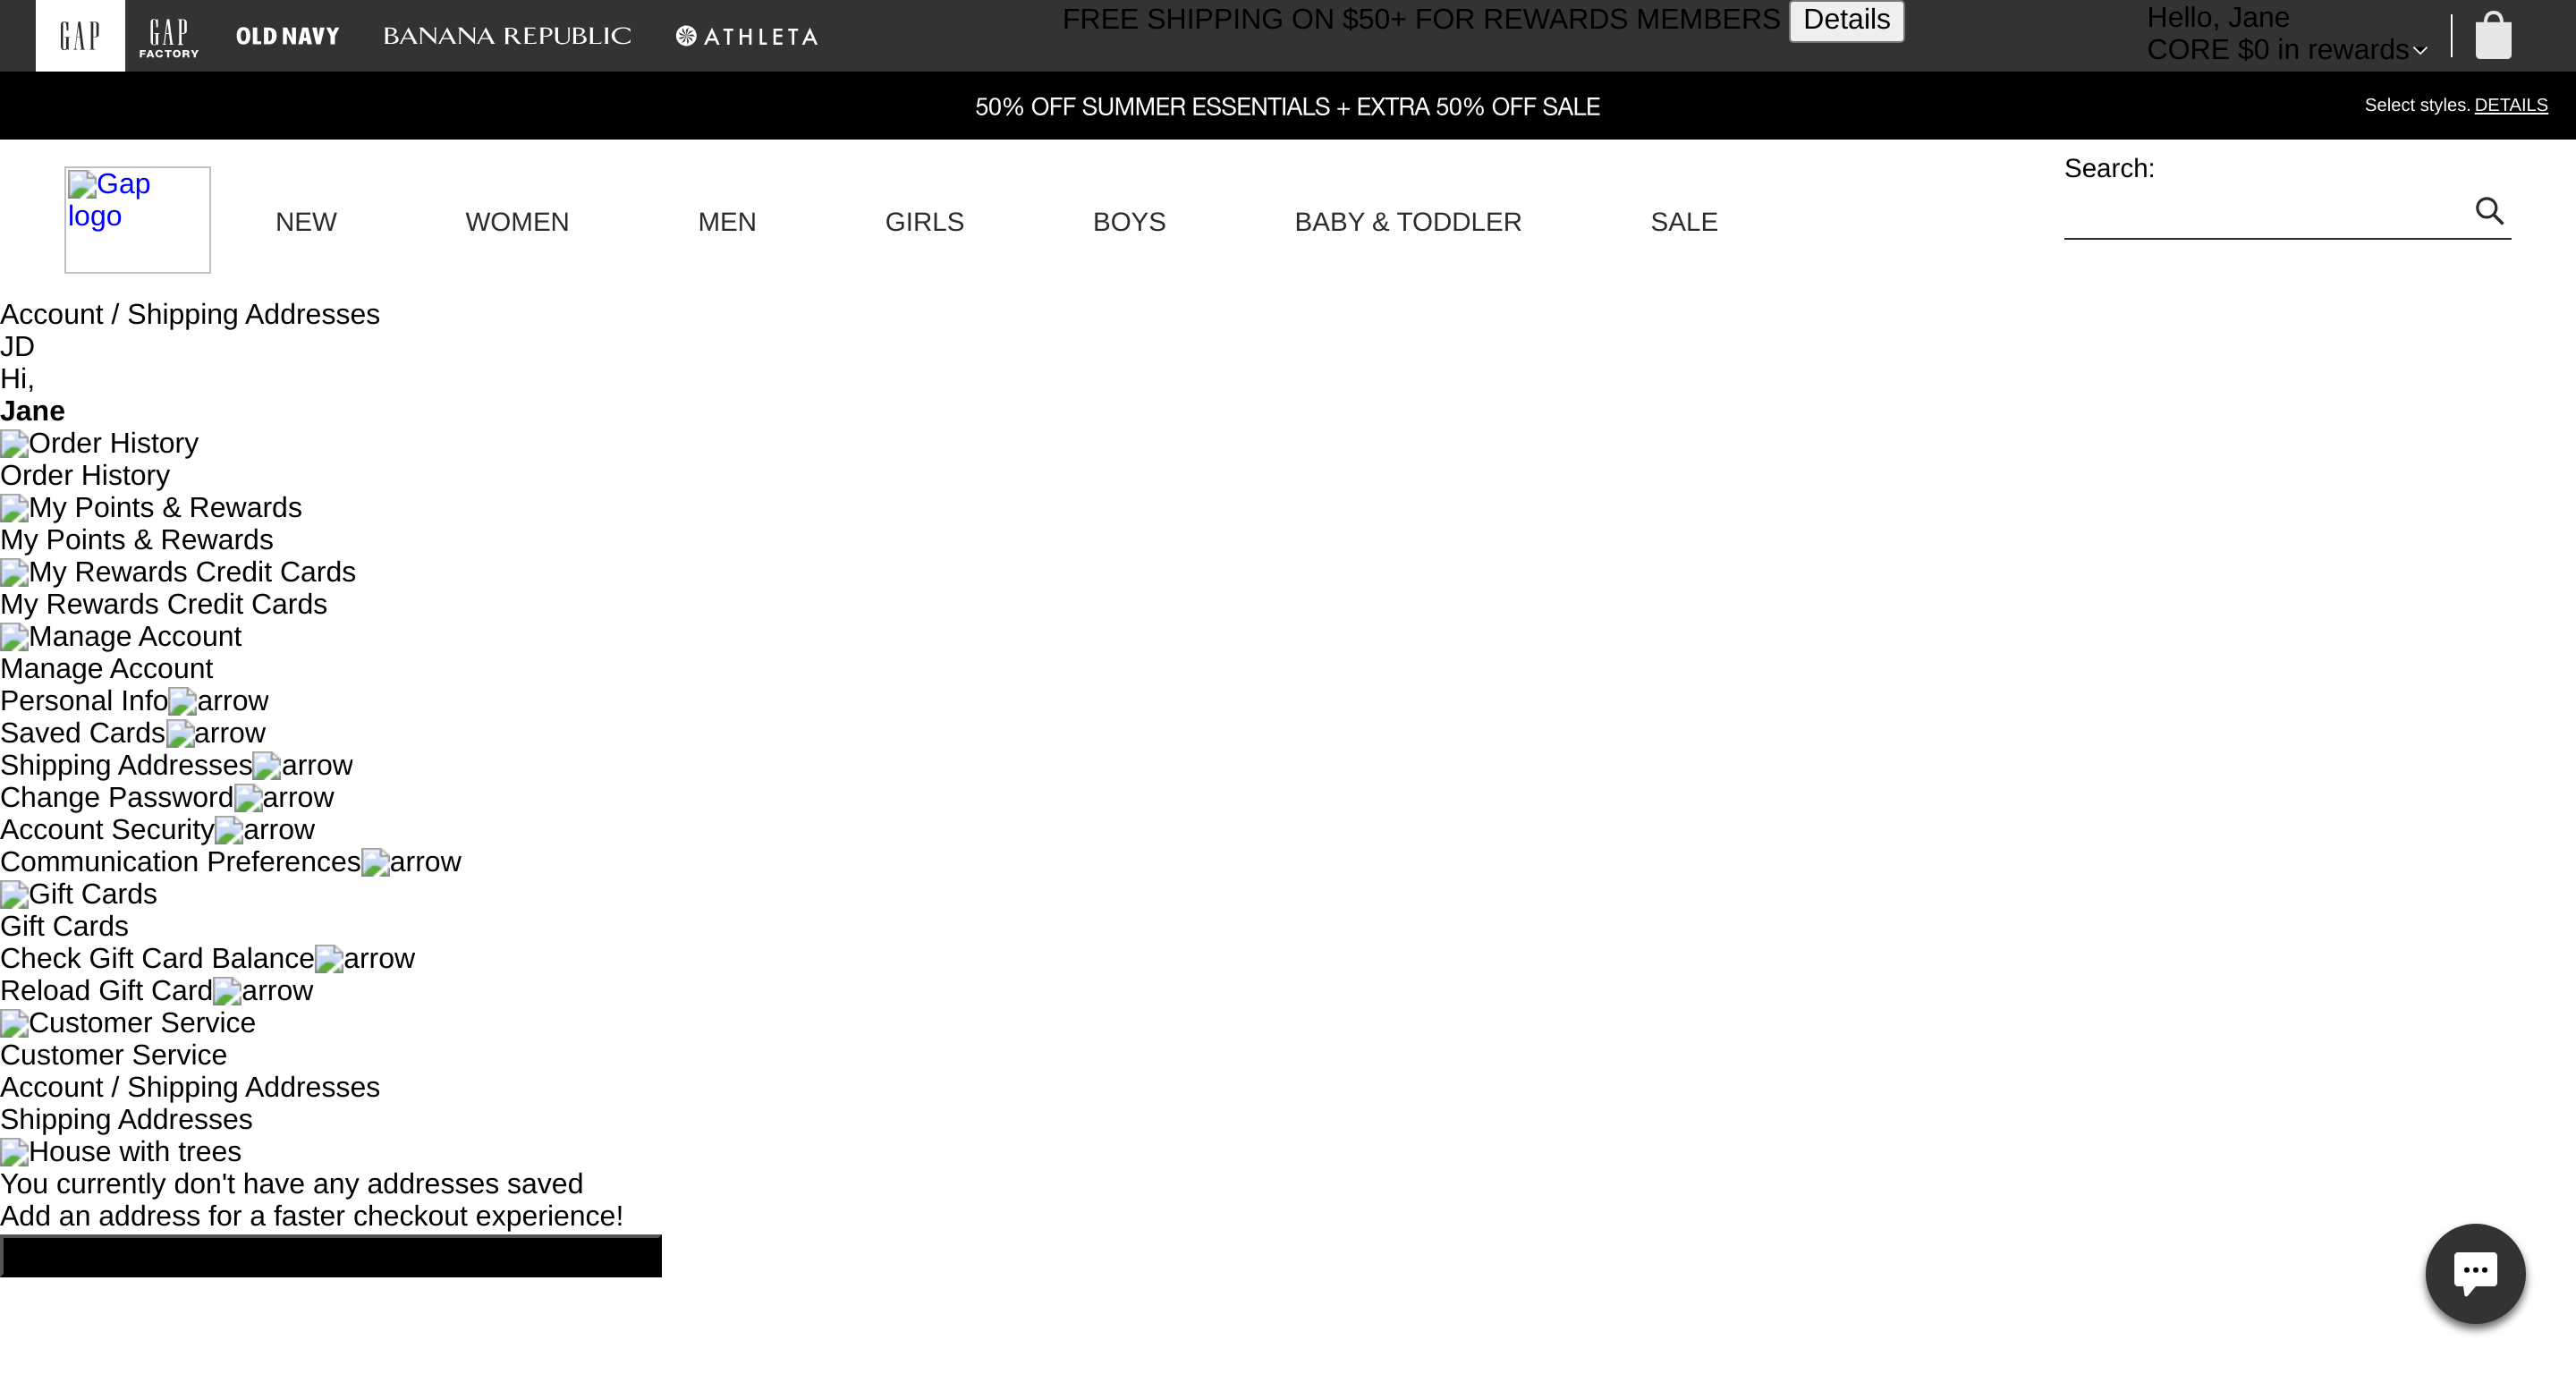 GAP
GAP FACTORY
OLD NAVY
BANANA REPUBLIC
ATHLETA
FREE SHIPPING ON $50+ FOR REWARDS MEMBERS Details
Hello, Jane
CORE $0 in rewards
50% OFF SUMMER ESSENTIALS + EXTRA 50% OFF SALE
Select styles. DETAILS
Gap logo
NEW
WOMEN
MEN
GIRLS
BOYS
BABY & TODDLER
SALE
Search:
Account / Shipping Addresses
JD
Hi,
Jane
Order History
Order History
My Points & Rewards
My Points & Rewards
My Rewards Credit Cards
My Rewards Credit Cards
Manage Account
Manage Account
Personal Info arrow
Saved Cards arrow
Shipping Addresses arrow
Change Password arrow
Account Security arrow
Communication Preferences arrow
Gift Cards
Gift Cards
Check Gift Card Balance arrow
Reload Gift Card arrow
Customer Service
Customer Service
Account / Shipping Addresses
Shipping Addresses
House with trees
You currently don't have any addresses saved
Add an address for a faster checkout experience!